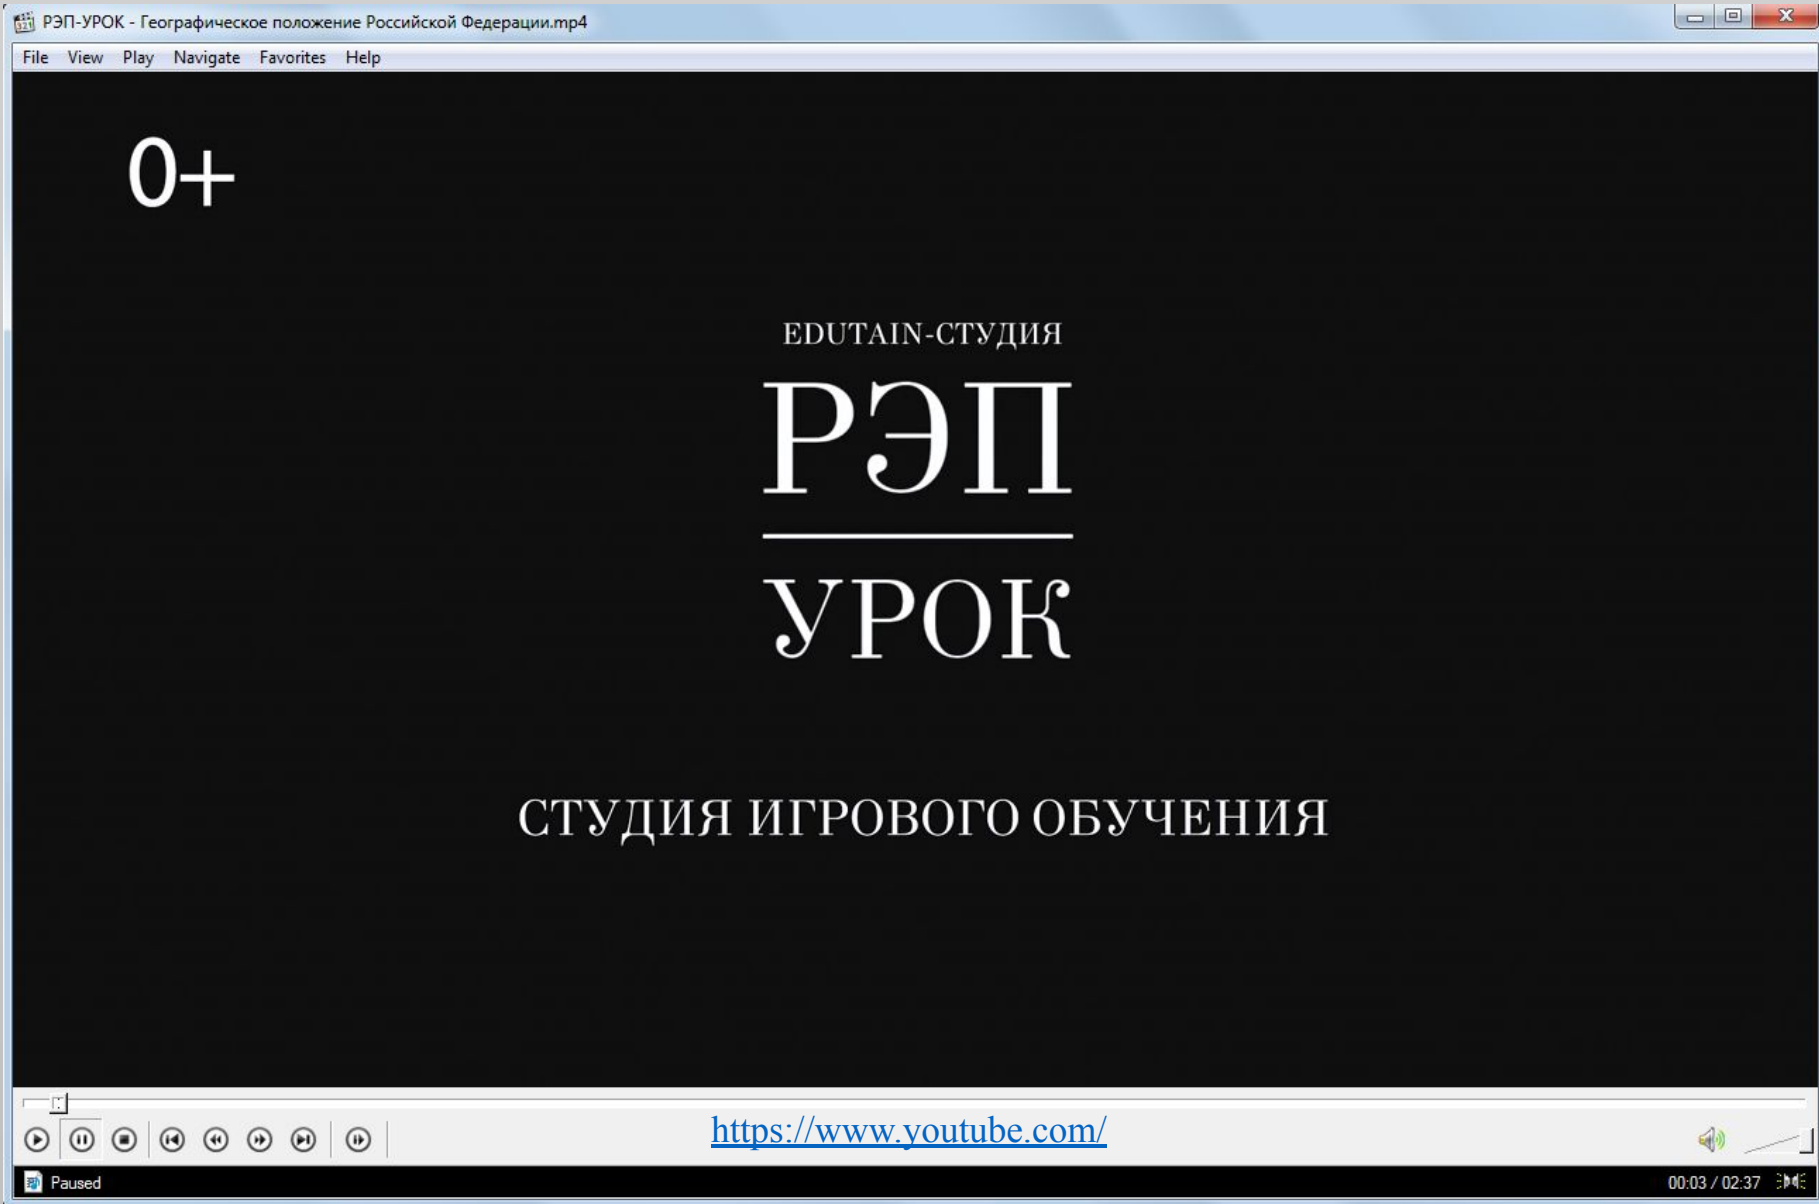 РЭП-УРОК - Географическое положение Российской Федерации.mp4
File View Play Navigate Favorites Help
0+
EDUTAIN-СТУДИЯ
РЭП
УРОК
СТУДИЯ ИГРОВОГО ОБУЧЕНИЯ
https://www.youtube.com/
Paused 00:03 / 02:37